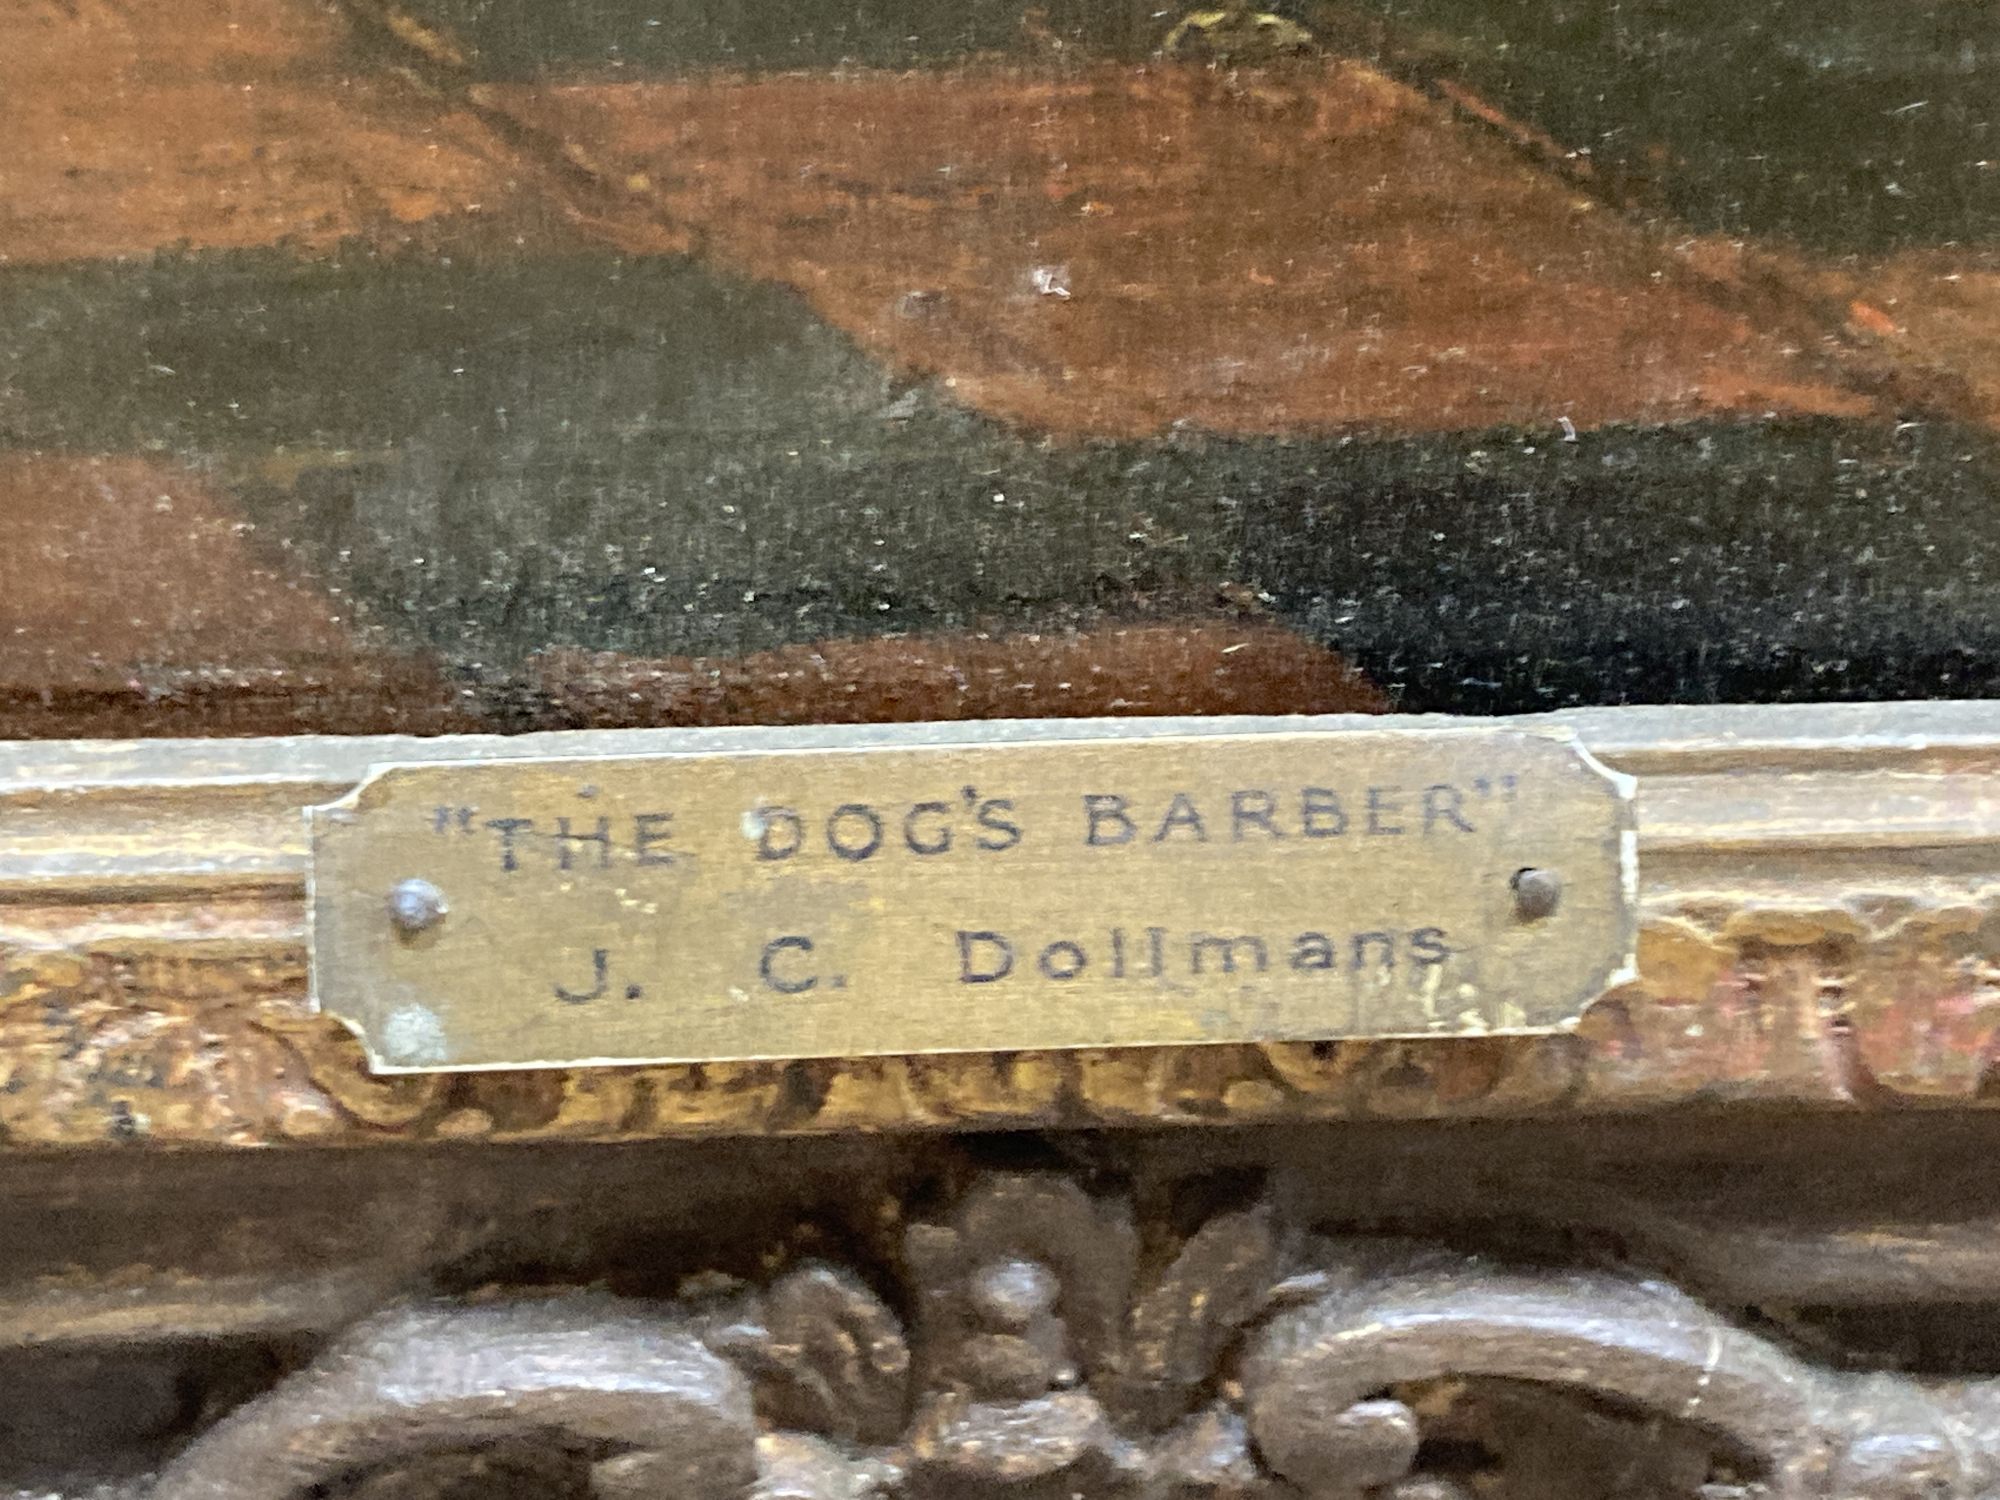 "THE DOG'S BARBER"
J. C. Dollmans